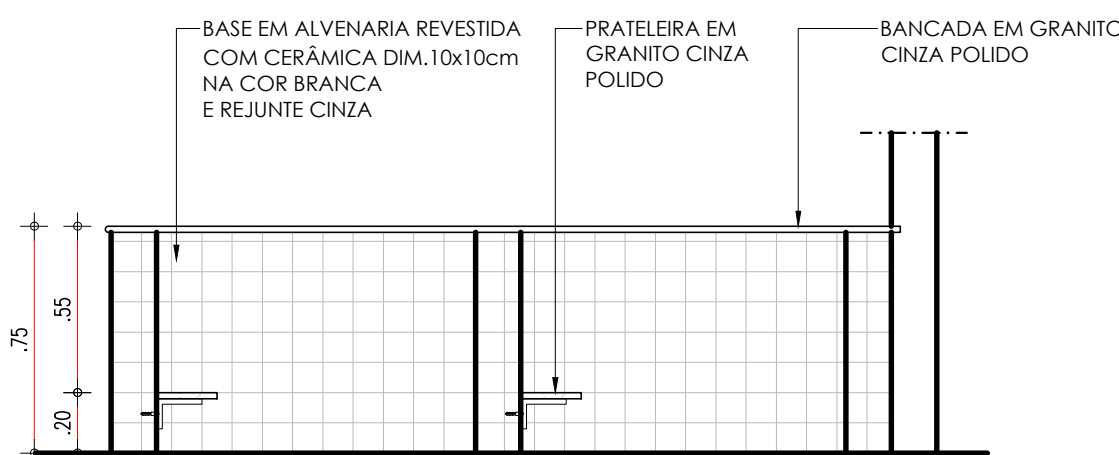 BASE EM ALVENARIA REVESTIDA
COM CERÂMICA DIM.10x10cm
NA COR BRANCA
E REJUNTE CINZA
PRATELEIRA EM
GRANITO CINZA
POLIDO
BANCADA EM GRANITO
CINZA POLIDO
.75
.55
.20